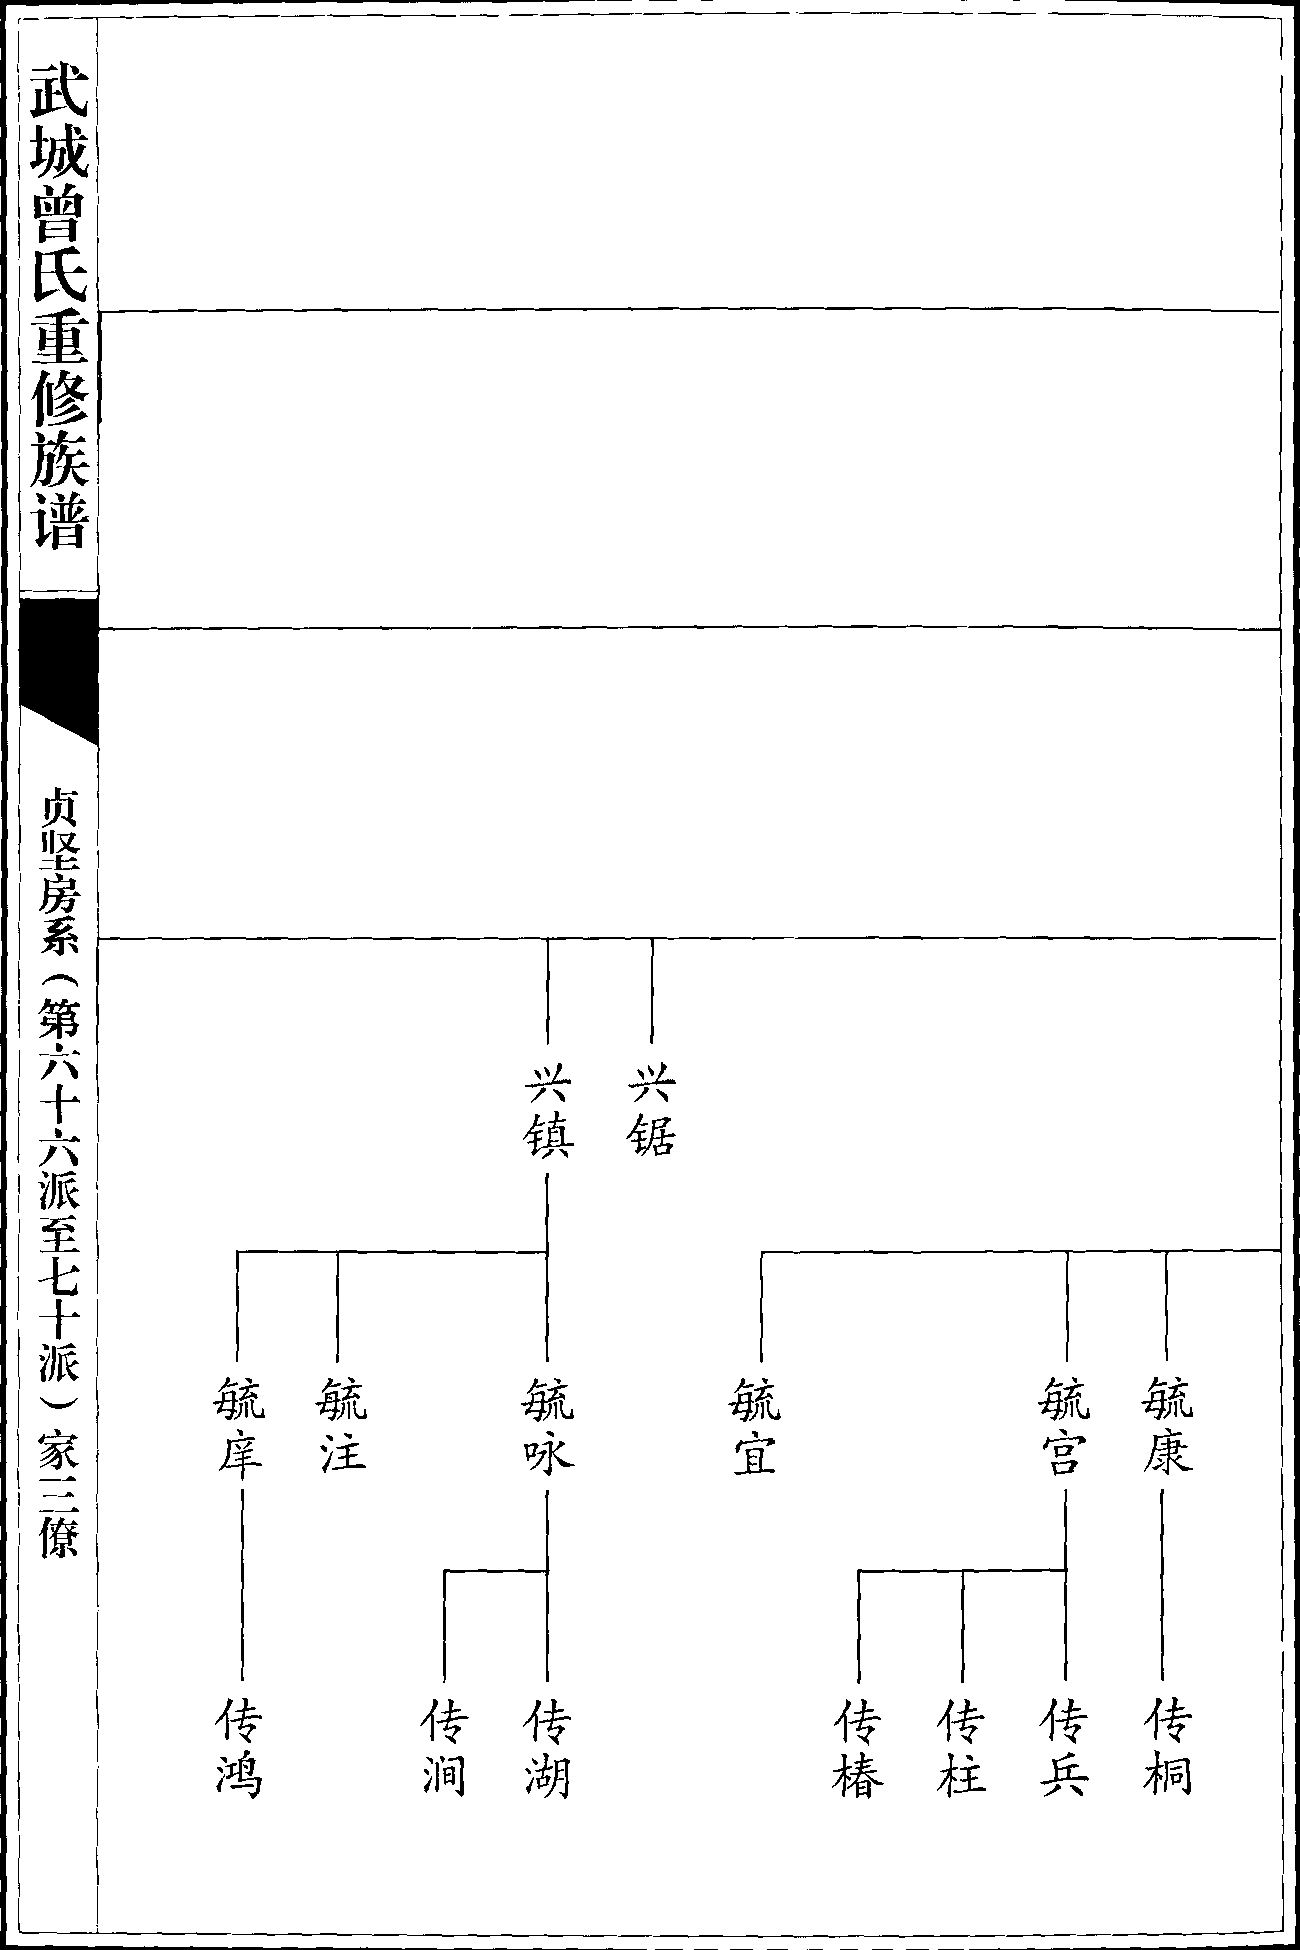 武城曾氏重修族谱
贞坚房系（第六十六派至七十派）家三僚
兴锯
兴镇
毓康
毓宫
毓宜
毓咏
毓注
毓庠
传桐
传兵
传柱
传椿
传湖
传涧
传鸿